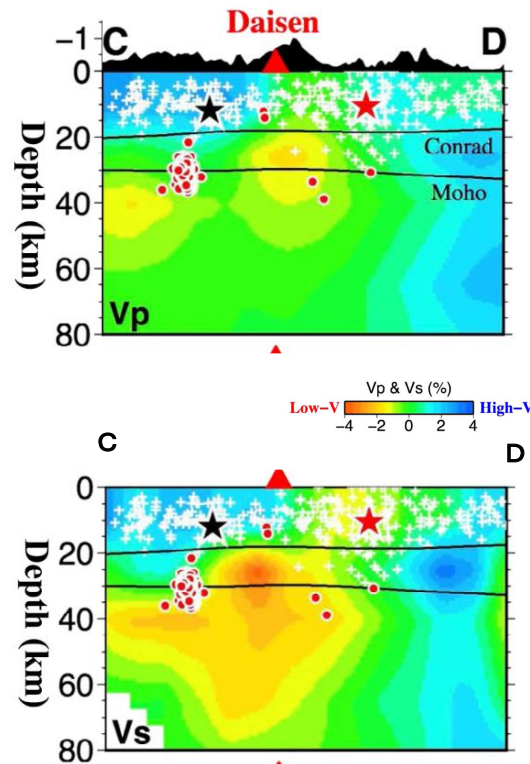 Daisen
C D
-1
0
20
40
60
80
Depth (km)
Conrad
Moho
Vp
Vp & Vs (%)
Low-V High-V
-4 -2 0 2 4
C D
0
20
40
60
80
Depth (km)
Vs